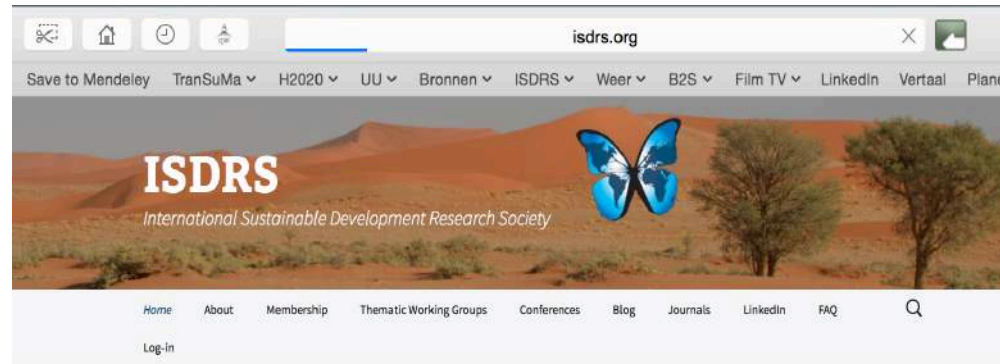 isdrs.org
Save to Mendeley TranSuMa H2020 UU Bronnen ISDRS Weer B2S Film TV LinkedIn Vertaal
ISDRS
International Sustainable Development Research Society
Home About Membership Thematic Working Groups Conferences Blog Journals LinkedIn FAQ
Log-in